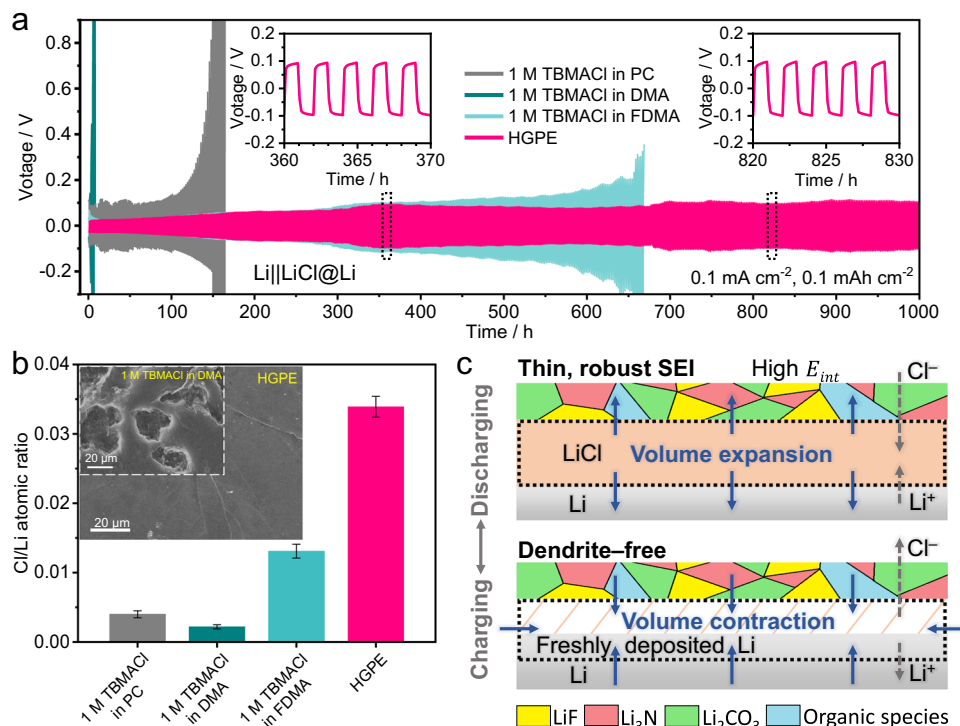 a
Votage / V
0.8
0.6
0.4
0.2
0.0
-0.2
0
100
200
300
400
500
600
700
800
900
1000
Time / h
Votage / V
0.2
0.1
0.0
-0.1
-0.2
360
365
370
Time / h
1 M TBMACl in PC
1 M TBMACl in DMA
1 M TBMACl in FDMA
HGPE
Votage / V
0.2
0.1
0.0
-0.1
-0.2
820
825
830
Time / h
Li||LiCl@Li
0.1 mA cm⁻², 0.1 mAh cm⁻²
b
Cl/Li atomic ratio
0.04
0.03
0.02
0.01
0.00
1 M TBMACl in DMA
HGPE
20 μm
20 μm
1 M TBMACl
in PC
1 M TBMACl
in DMA
1 M TBMACl
in FDMA
HGPE
c
Charging
Discharging
Thin, robust SEI
High E_int
Cl⁻
LiCl
Volume expansion
Li
Li⁺
Dendrite–free
Cl⁻
Volume contraction
Freshly deposited Li
Li
Li⁺
LiF
Li₃N
Li₂CO₃
Organic species